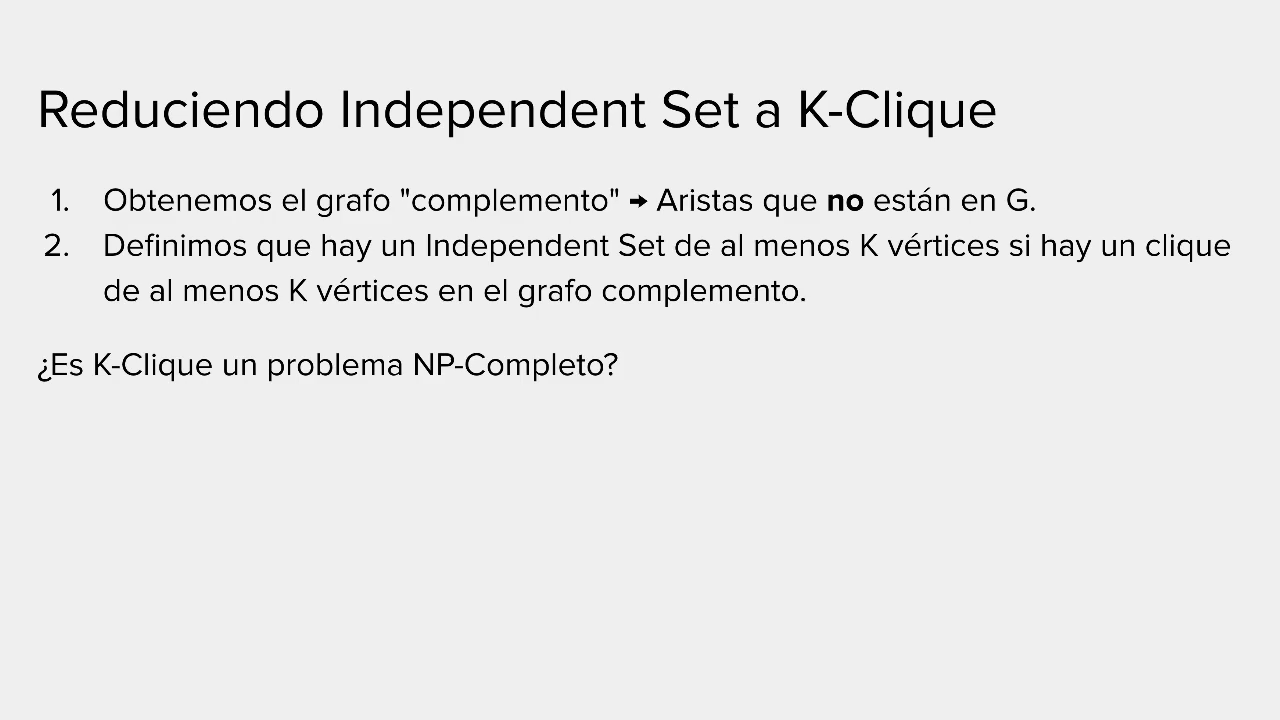 Reduciendo Independent Set a K-Clique
1. Obtenemos el grafo "complemento" → Aristas que no están en G.
2. Definimos que hay un Independent Set de al menos K vértices si hay un clique
de al menos K vértices en el grafo complemento.
¿Es K-Clique un problema NP-Completo?